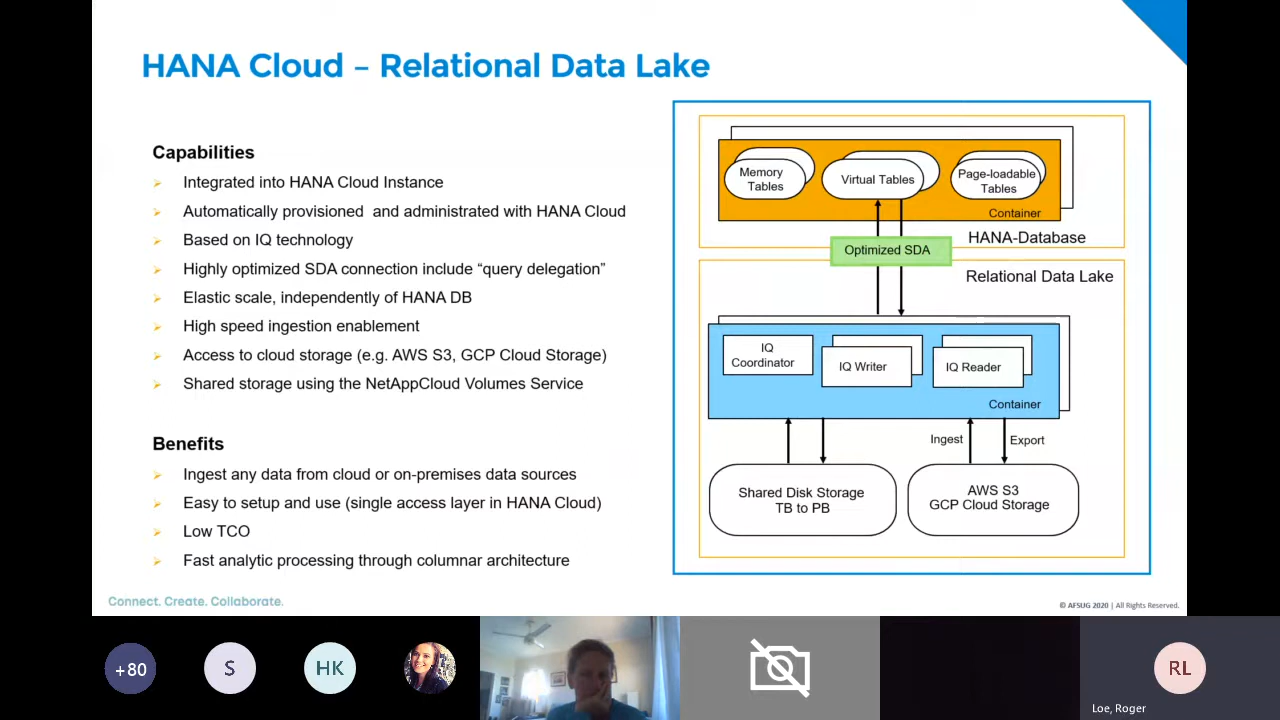 HANA Cloud – Relational Data Lake
Capabilities
Integrated into HANA Cloud Instance
Automatically provisioned and administrated with HANA Cloud
Based on IQ technology
Highly optimized SDA connection include “query delegation”
Elastic scale, independently of HANA DB
High speed ingestion enablement
Access to cloud storage (e.g. AWS S3, GCP Cloud Storage)
Shared storage using the NetAppCloud Volumes Service
Benefits
Ingest any data from cloud or on-premises data sources
Easy to setup and use (single access layer in HANA Cloud)
Low TCO
Fast analytic processing through columnar architecture
Memory
Tables
Virtual Tables
Page-loadable
Tables
Container
HANA-Database
Optimized SDA
Relational Data Lake
IQ
Coordinator
IQ Writer
IQ Reader
Container
Ingest
Export
Shared Disk Storage
TB to PB
AWS S3
GCP Cloud Storage
Connect. Create. Collaborate.
© AFSUG 2020 | All Rights Reserved.
+80
S
HK
RL
Loe, Roger